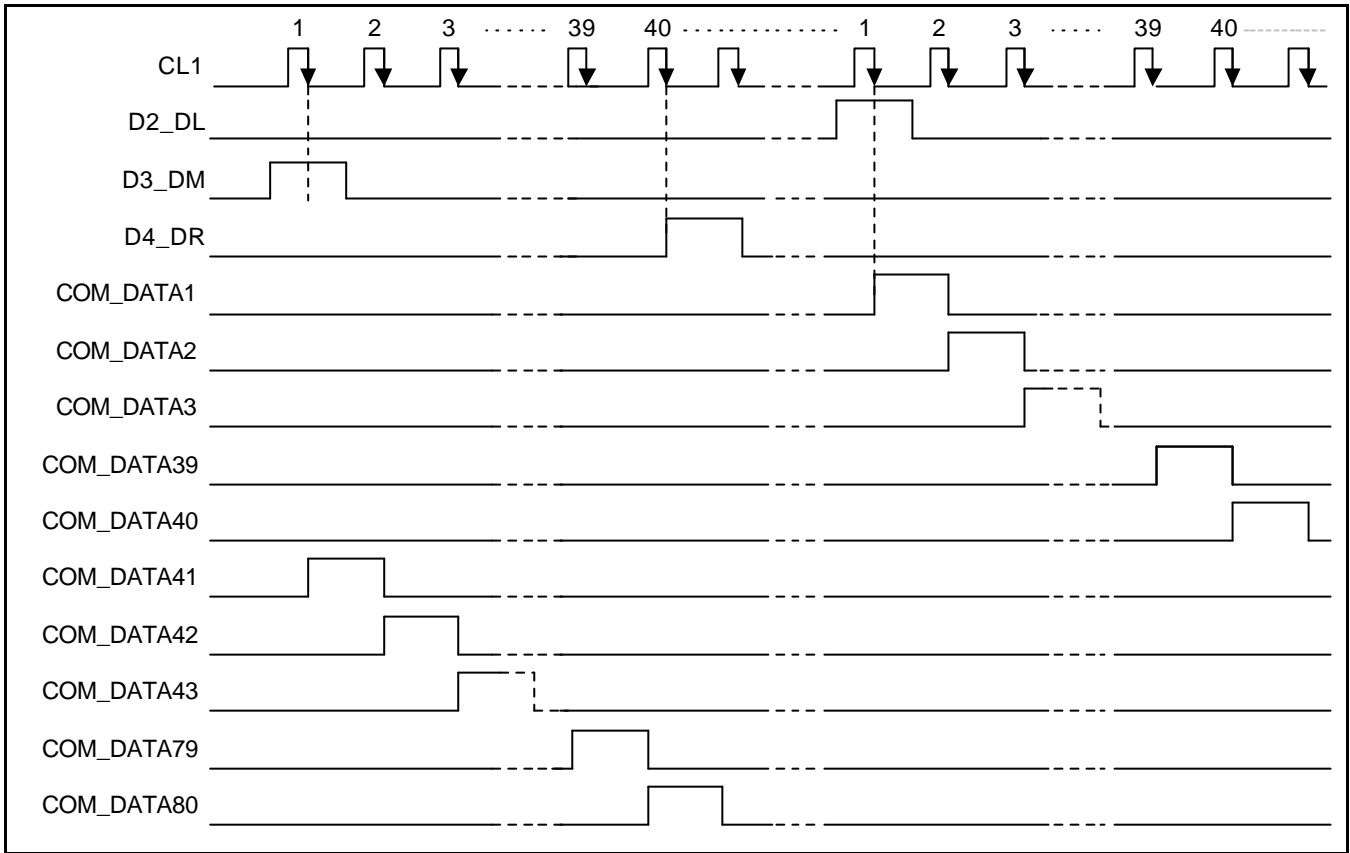 1 2 3 ...... 39 40 ................ 1 2 3 ...... 39 40
CL1
D2_DL
D3_DM
D4_DR
COM_DATA1
COM_DATA2
COM_DATA3
COM_DATA39
COM_DATA40
COM_DATA41
COM_DATA42
COM_DATA43
COM_DATA79
COM_DATA80